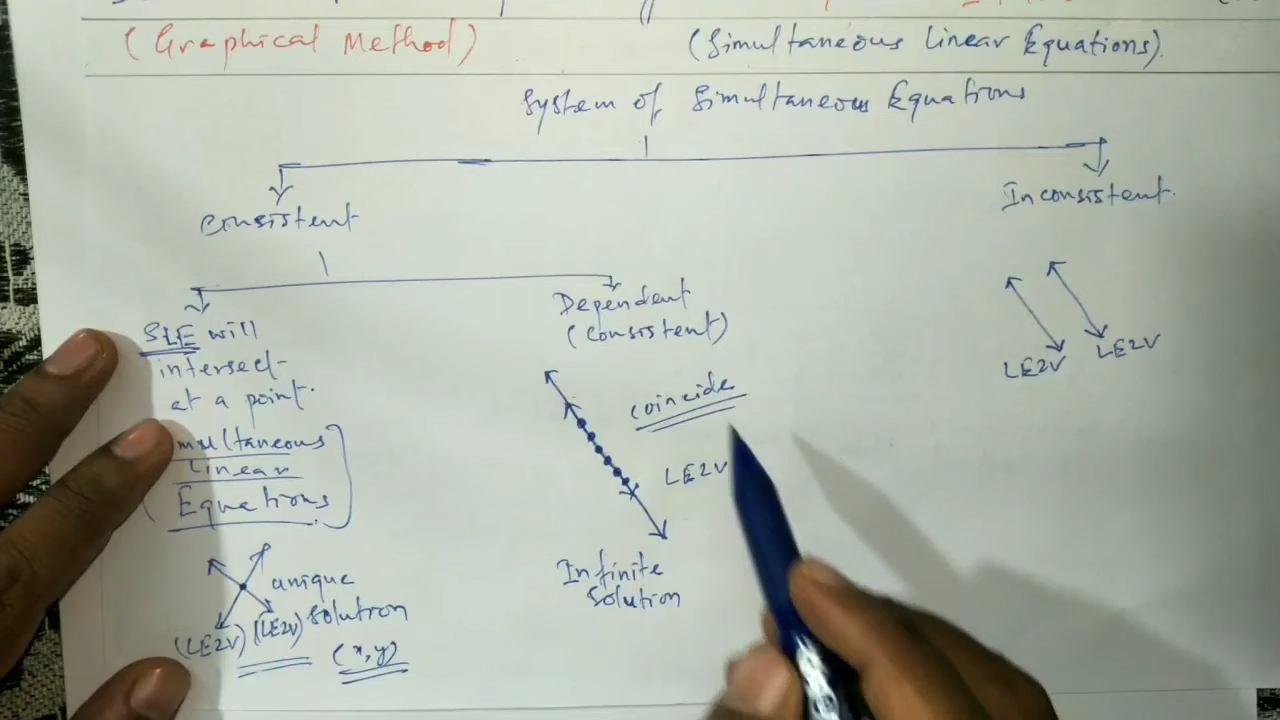 (Graphical Method)
(Simultaneous Linear Equations).
System of Simultaneous Equations
Consistent
Inconsistent.
SLE will
intersect
at a point.
multaneous
Linear
Equations
Dependent
(Consistent)
coincide
LE2V
Infinite
Solution
unique
solution
(LE2V) (LE2V)
(x,y)
LE2V LE2V